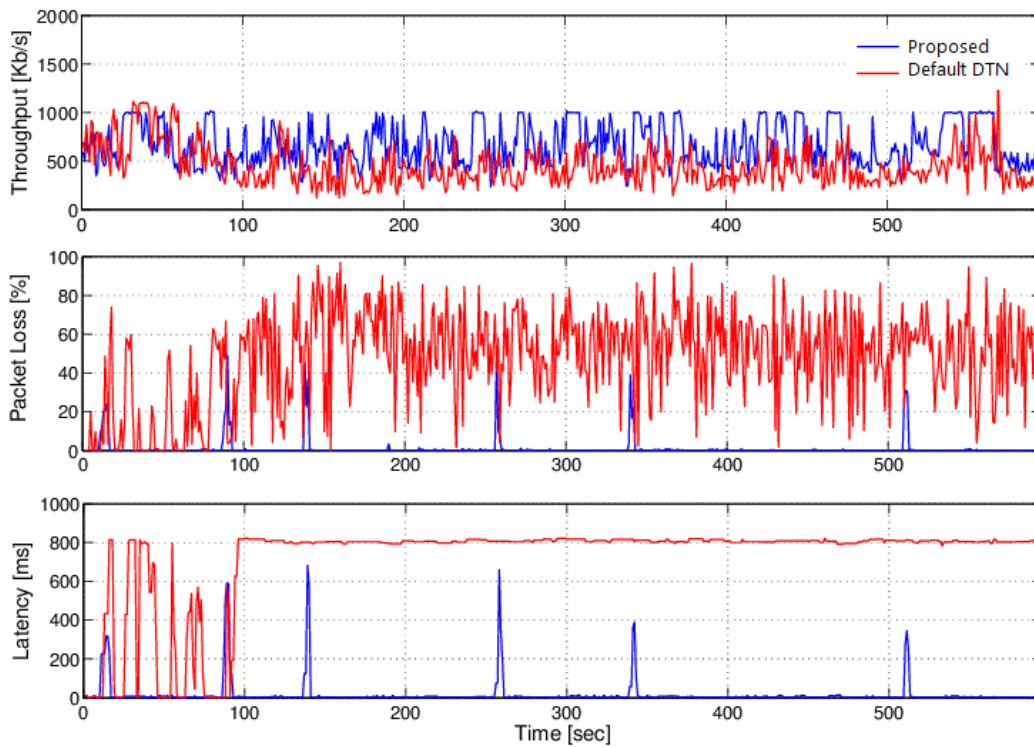 Throughput [Kb/s]
2000
1500
1000
500
0
Proposed
Default DTN
0 100 200 300 400 500
Packet Loss [%]
100
80
60
40
20
0
0 100 200 300 400 500
Latency [ms]
1000
800
600
400
200
0
0 100 200 300 400 500
Time [sec]